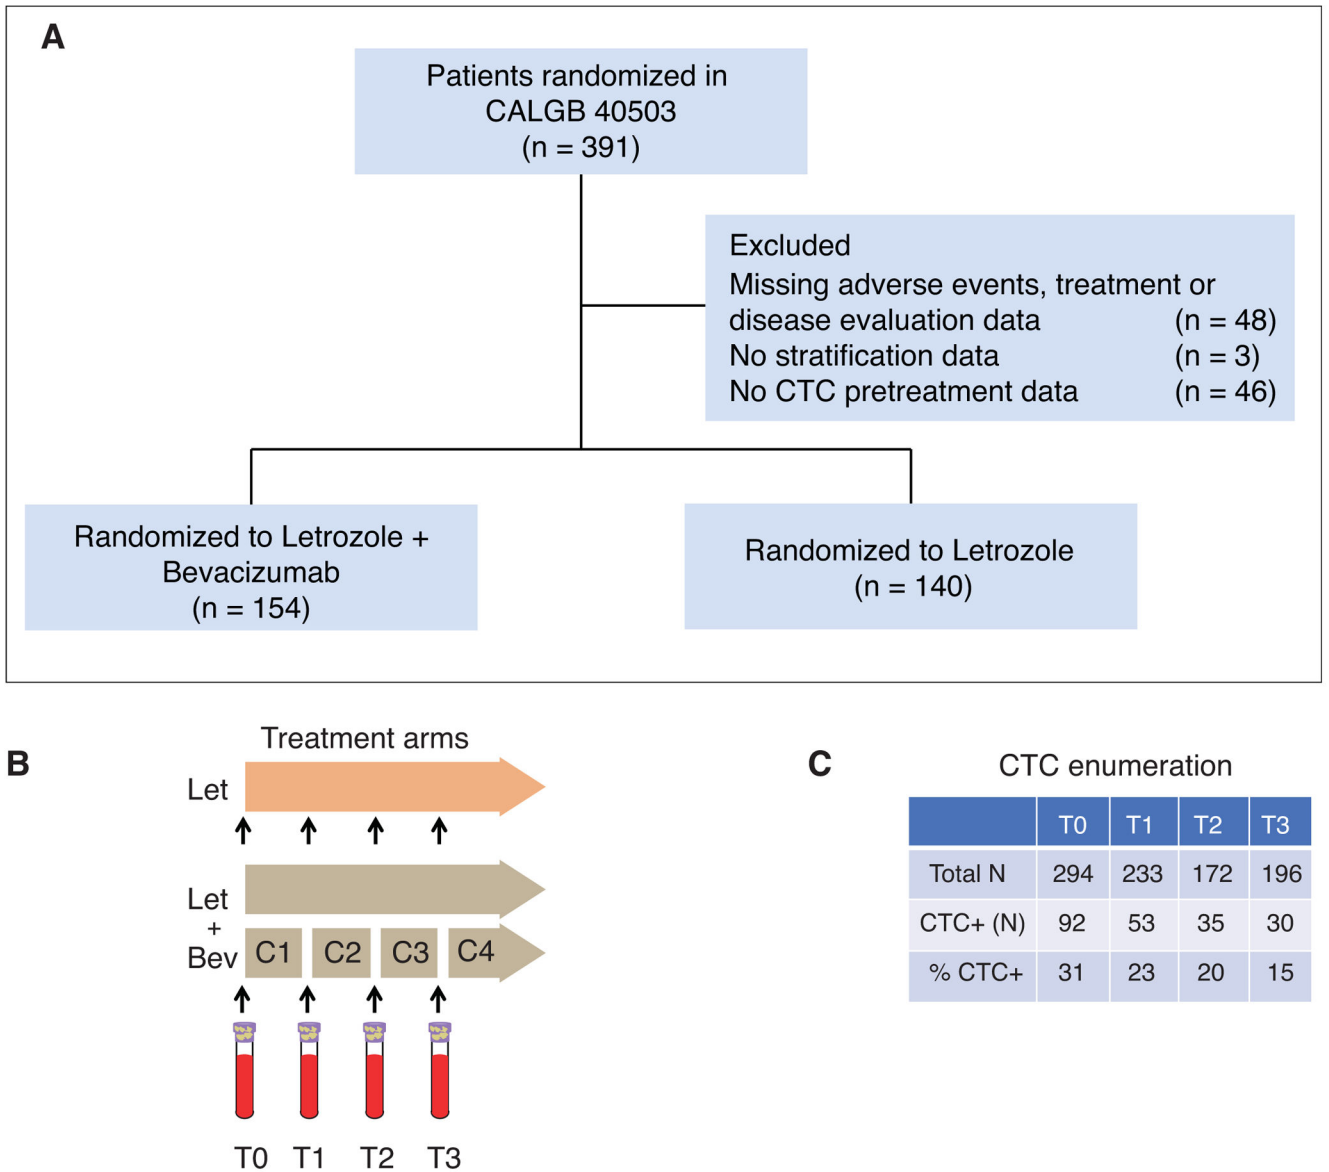 A
Patients randomized in
CALGB 40503
(n = 391)
Excluded
Missing adverse events, treatment or
disease evaluation data (n = 48)
No stratification data (n = 3)
No CTC pretreatment data (n = 46)
Randomized to Letrozole +
Bevacizumab
(n = 154)
Randomized to Letrozole
(n = 140)
B
Treatment arms
Let
Let
+
Bev C1 C2 C3 C4
T0 T1 T2 T3
C
CTC enumeration
T0 T1 T2 T3
Total N 294 233 172 196
CTC+ (N) 92 53 35 30
% CTC+ 31 23 20 15